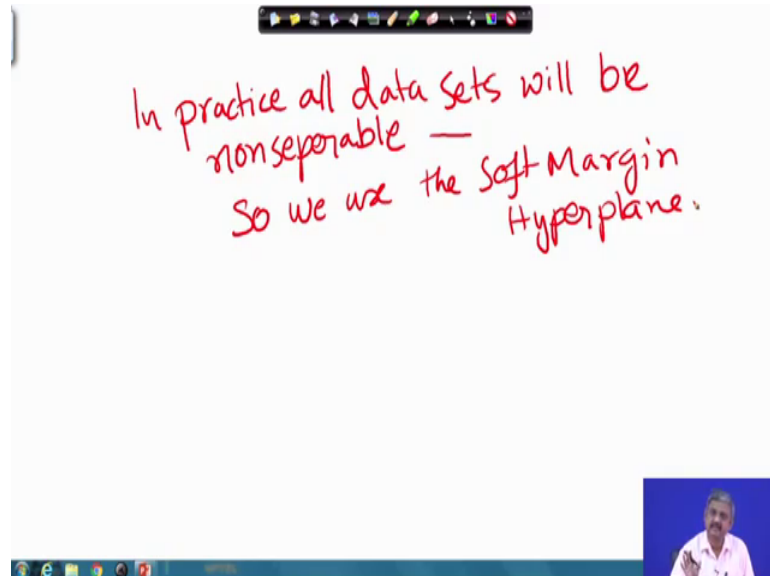 In practice all data sets will be
nonseperable —
So we use the Soft Margin
Hyperplane.